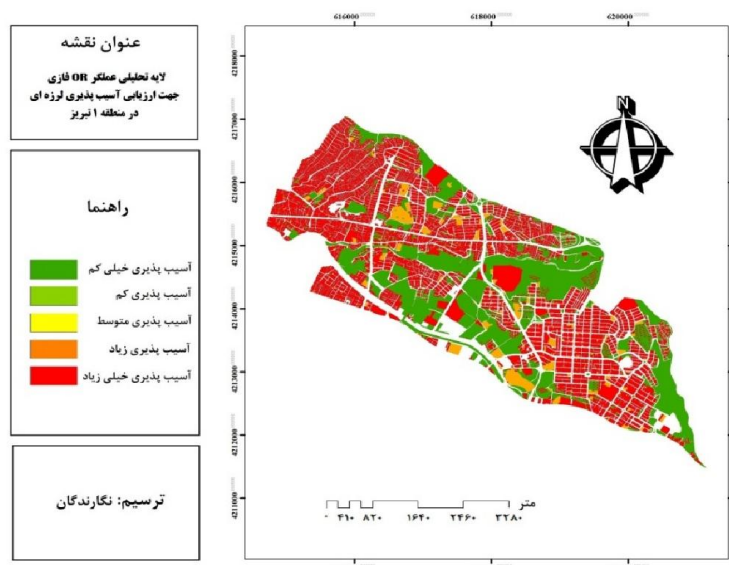 عنوان نقشه
لایه تحلیلی عملگر OR فازی
جهت ارزیابی آسیب پذیری لرزه ای
در منطقه ۱ تبریز
راهنما
آسیب پذیری خیلی کم
آسیب پذیری کم
آسیب پذیری متوسط
آسیب پذیری زیاد
آسیب پذیری خیلی زیاد
ترسیم: نگارندگان
616000 618000 620000
4218000
4217000
4216000
4215000
4214000
4213000
4212000
4211000
N
متر
۰ ۴۱۰ ۸۲۰ ۱۶۴۰ ۲۴۶۰ ۳۲۸۰